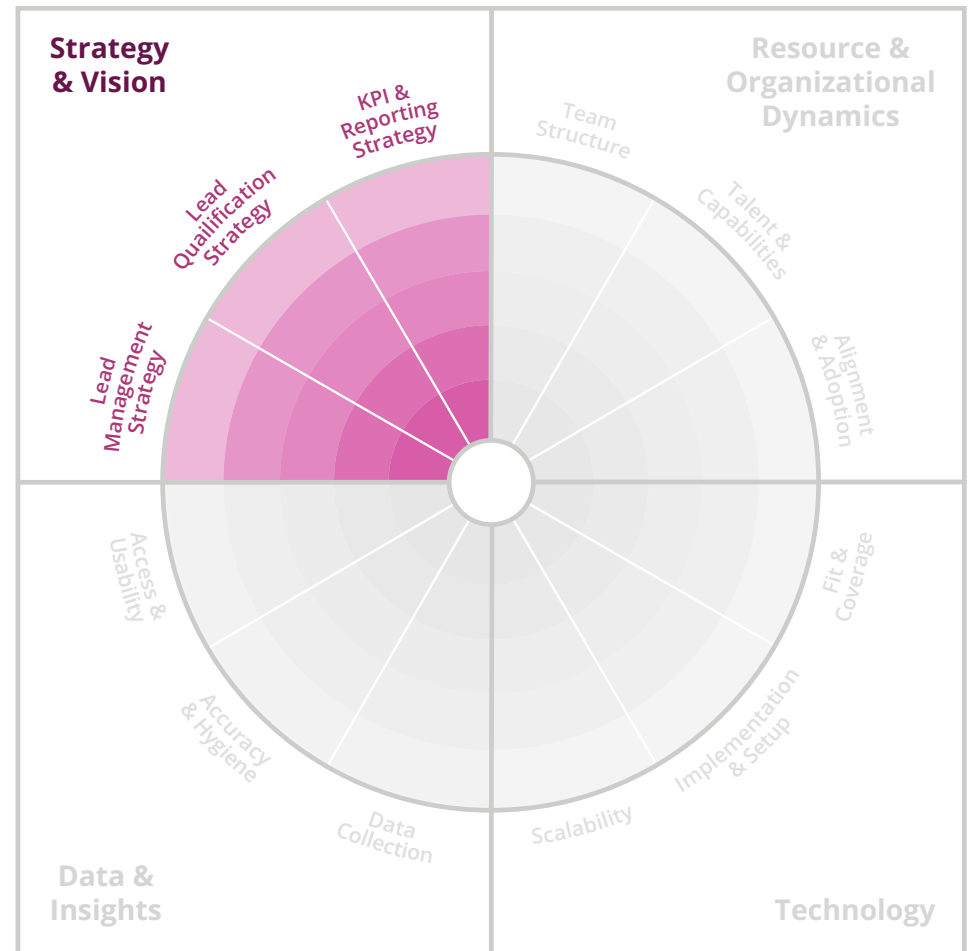 Strategy
& Vision
Resource &
Organizational
Dynamics
KPI &
Reporting
Strategy
Lead
Quailification
Strategy
Lead
Management
Strategy
Team
Structure
Talent &
Capabilities
Alignment
& Adoption
Access &
Usability
Accuracy
& Hygiene
Data
Collection
Fit &
Coverage
Implementation
& Setup
Scalability
Data &
Insights
Technology